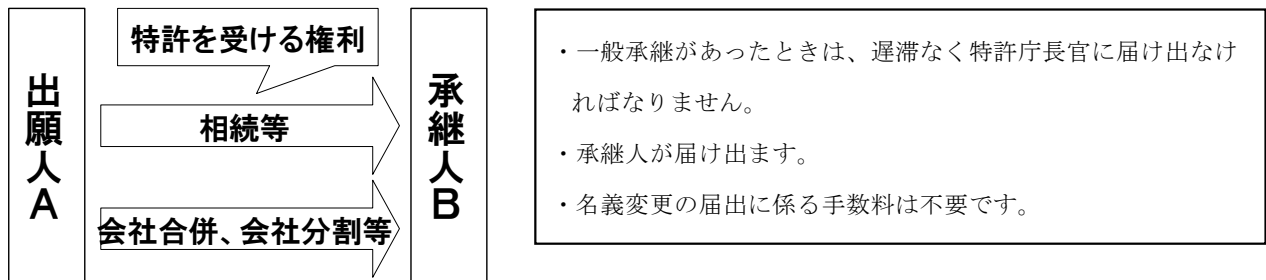 出願人A
特許を受ける権利
相続等
会社合併、会社分割等
承継人B
・一般承継があったときは、遅滞なく特許庁長官に届け出なけ
ればなりません。
・承継人が届け出ます。
・名義変更の届出に係る手数料は不要です。